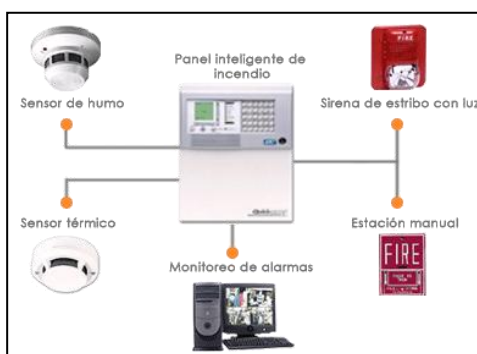 Panel inteligente de
incendio
FIRE
Sensor de humo
Sirena de estribo con luz
Sensor térmico
Estación manual
FIRE
Monitoreo de alarmas